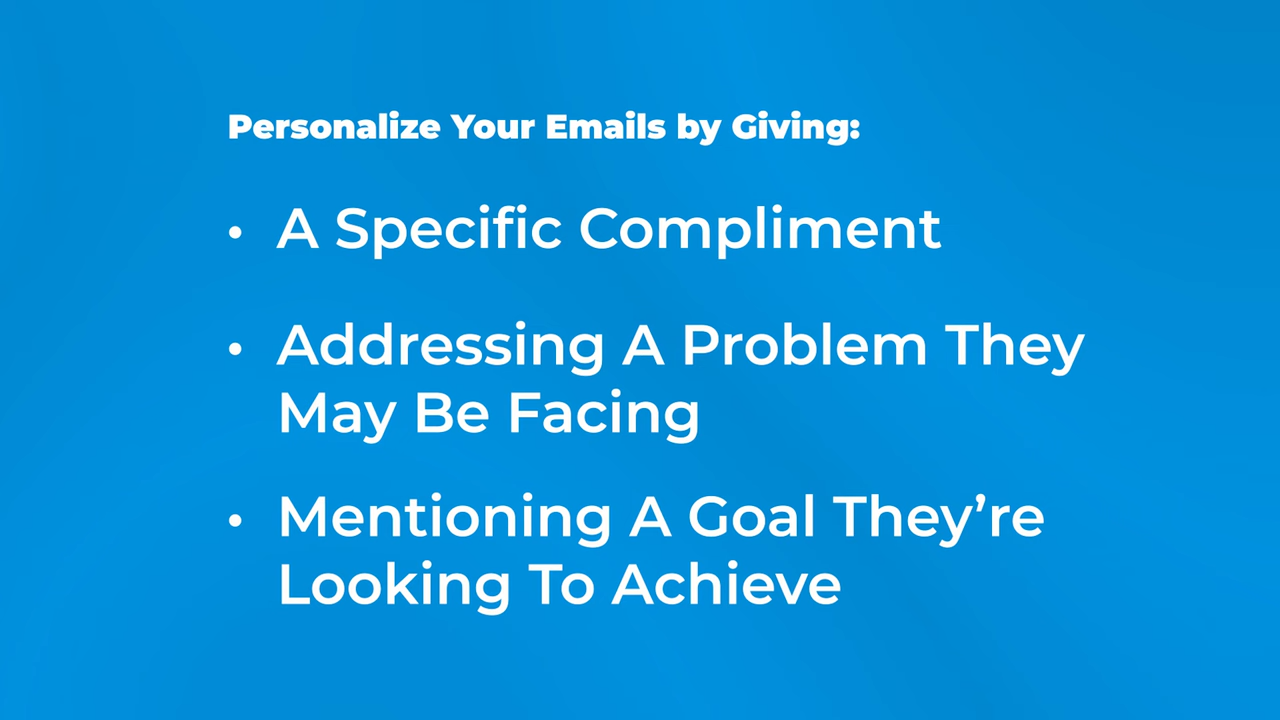 Personalize Your Emails by Giving:
• A Specific Compliment
• Addressing A Problem They
May Be Facing
• Mentioning A Goal They’re
Looking To Achieve